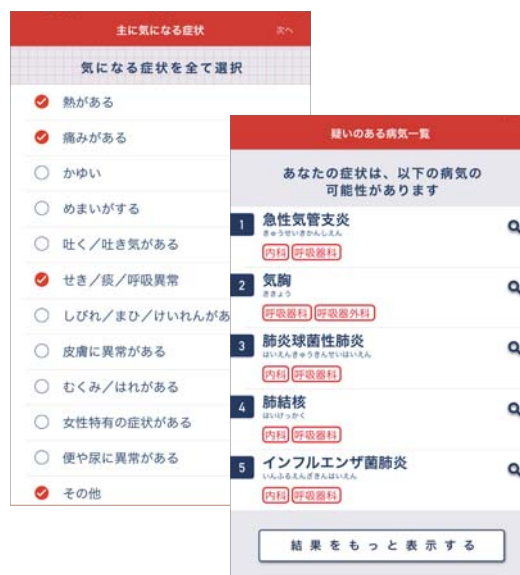 主に気になる症状
次へ
気になる症状を全て選択
熱がある
痛みがある
かゆい
めまいがする
吐く／吐き気がある
せき／痰／呼吸異常
しびれ／まひ／けいれんがあ
皮膚に異常がある
むくみ／はれがある
女性特有の症状がある
便や尿に異常がある
その他
疑いのある病気一覧
あなたの症状は、以下の病気の
可能性があります
1 急性気管支炎
きゅうせいきかんしえん
内科 呼吸器科
2 気胸
ききょう
呼吸器科 呼吸器外科
3 肺炎球菌性肺炎
はいえんきゅうきんせいはいえん
内科 呼吸器科
4 肺結核
はいけっかく
内科 呼吸器科
5 インフルエンザ菌肺炎
いんふるえんざきんはいえん
内科 呼吸器科
結果をもっと表示する